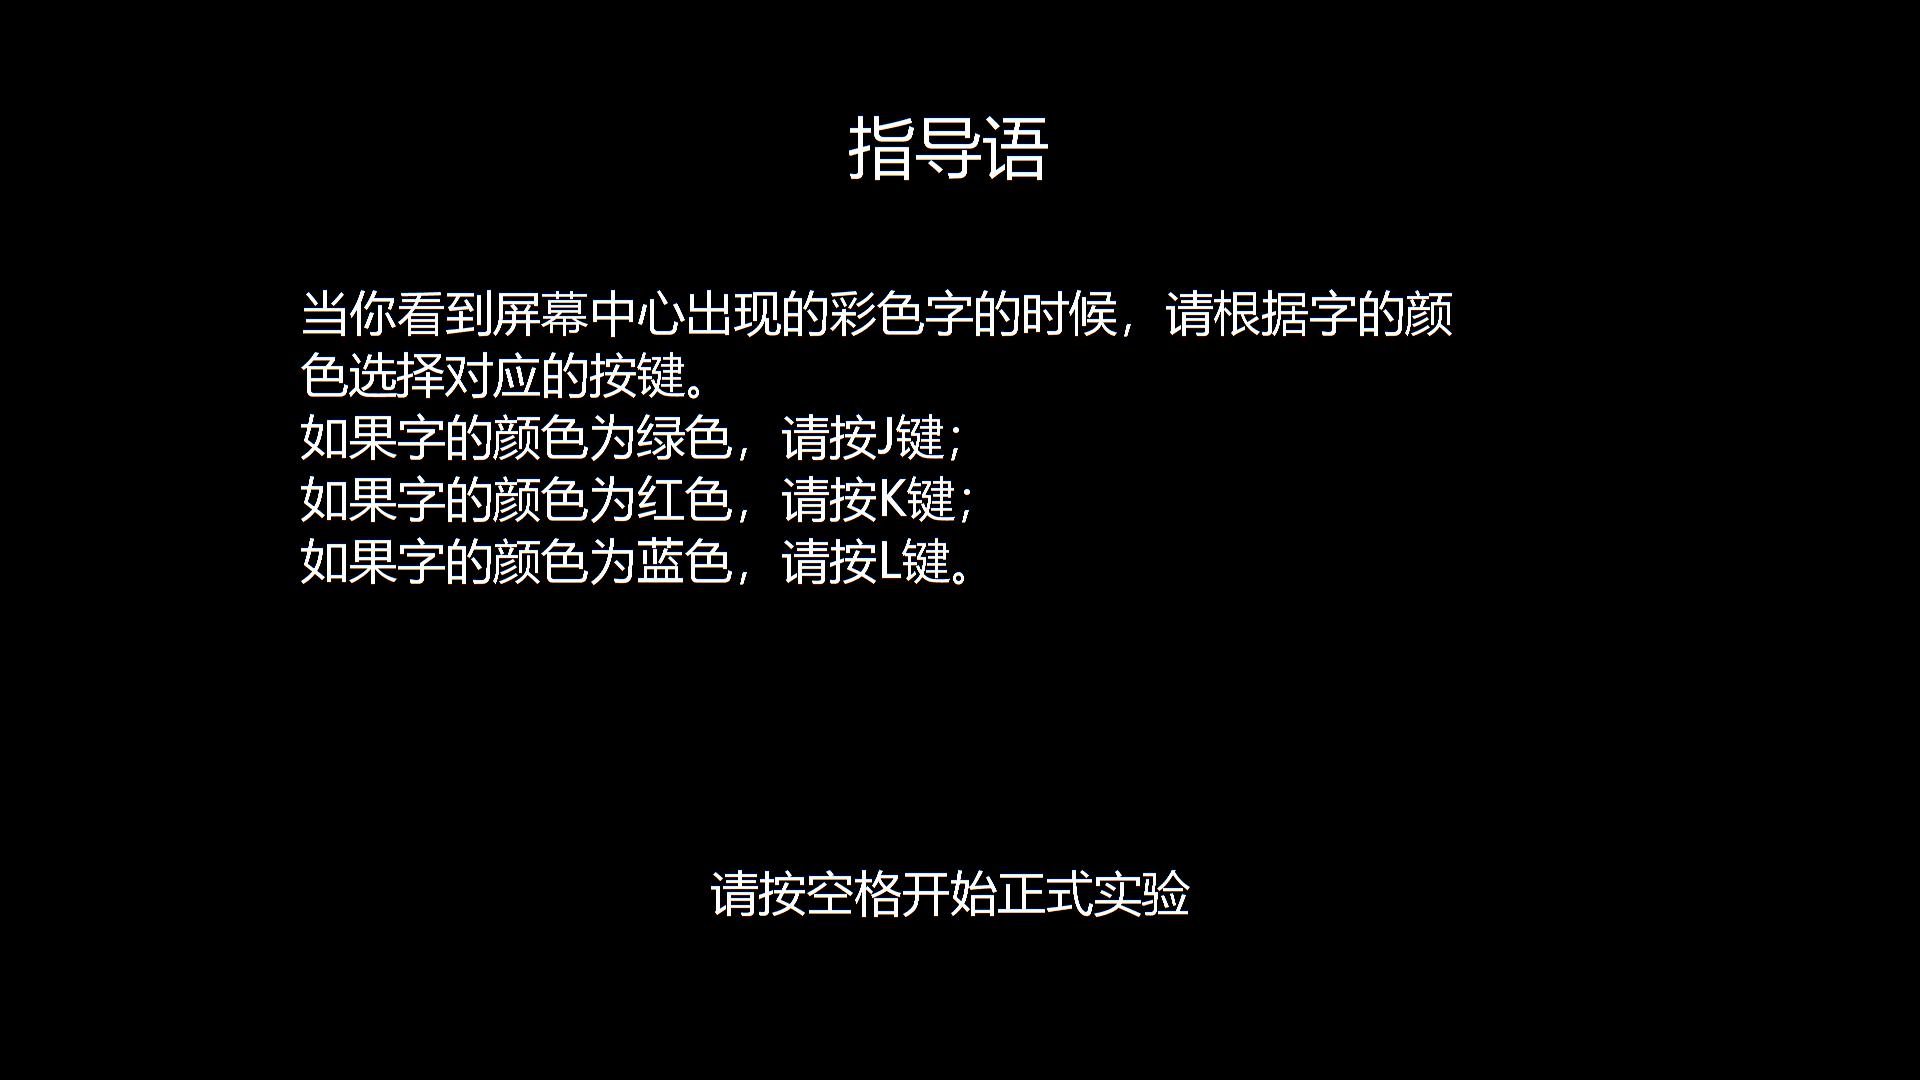 指导语
当你看到屏幕中心出现的彩色字的时候，请根据字的颜
色选择对应的按键。
如果字的颜色为绿色，请按J键；
如果字的颜色为红色，请按K键；
如果字的颜色为蓝色，请按L键。
请按空格开始正式实验